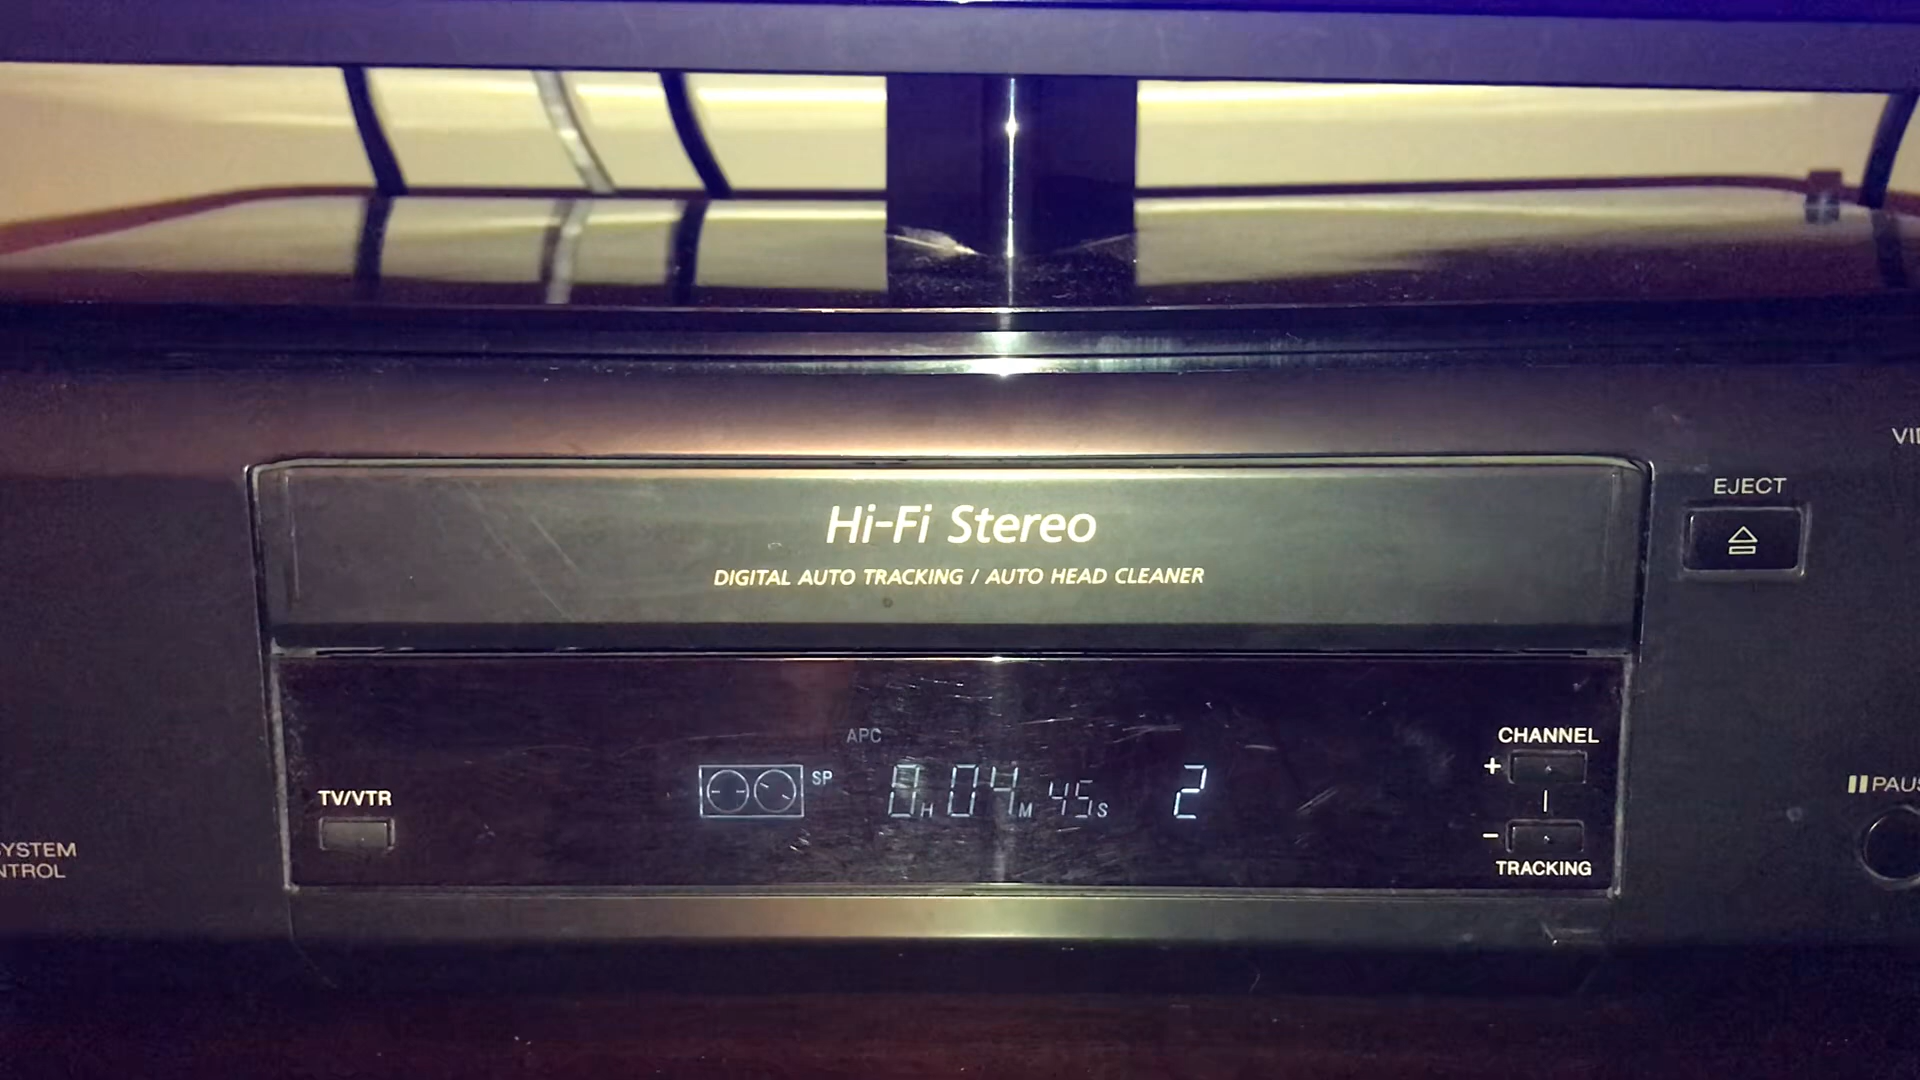 VID
EJECT
Hi-Fi Stereo
DIGITAL AUTO TRACKING / AUTO HEAD CLEANER
APC
CHANNEL
+
SP
0H 04M 45S 2
TV/VTR
PAUS
−
YSTEM
NTROL
TRACKING